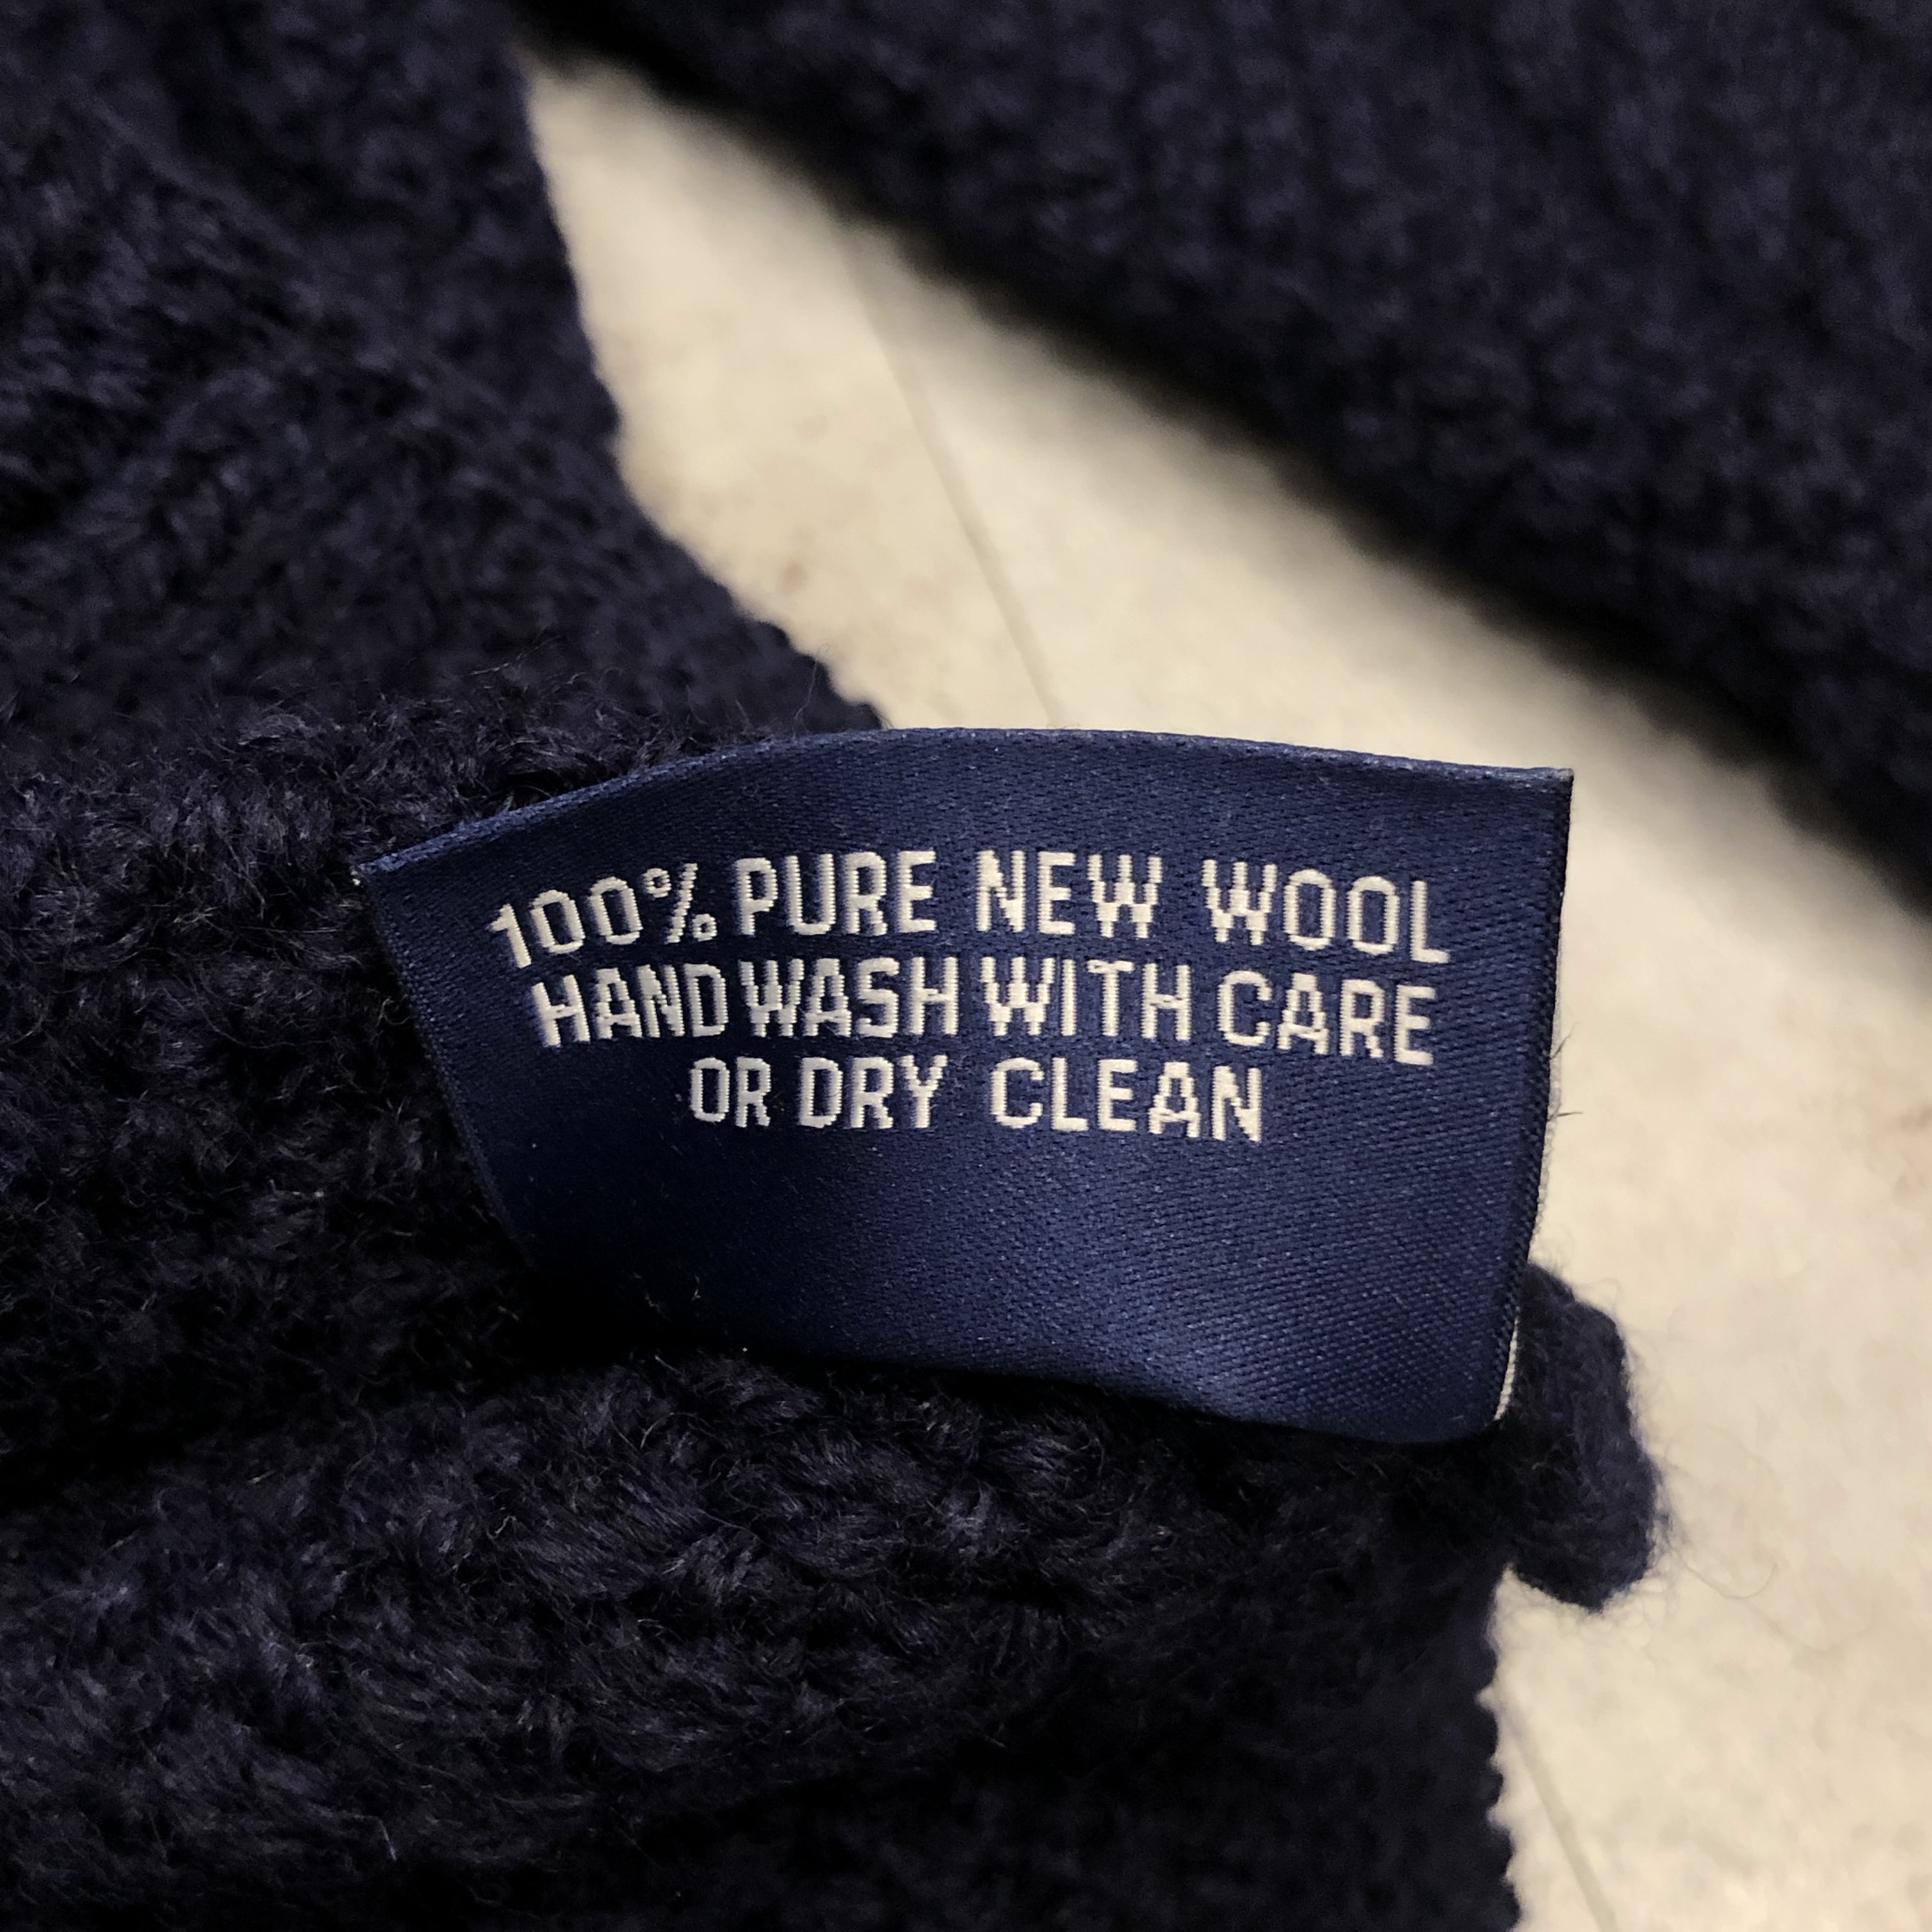 100% PURE NEW WOOL
HAND WASH WITH CARE
OR DRY CLEAN